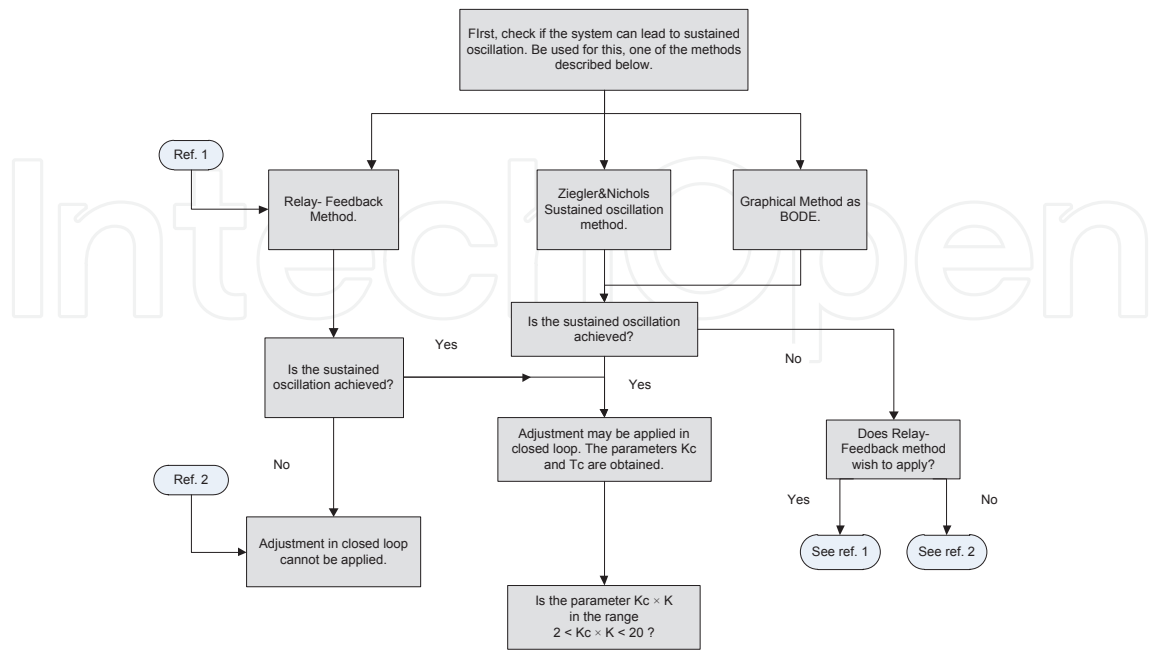 FIrst, check if the system can lead to sustained
oscillation. Be used for this, one of the methods
described below.
Ref. 1
Relay- Feedback
Method.
Ziegler&Nichols
Sustained oscillation
method.
Graphical Method as
BODE.
IntechOpen
Is the sustained oscillation
achieved?
Yes
No
Is the sustained
oscillation achieved?
Yes
Adjustment may be applied in
closed loop. The parameters Kc
and Tc are obtained.
Does Relay-
Feedback method
wish to apply?
No
Ref. 2
Yes
No
Adjustment in closed loop
cannot be applied.
See ref. 1
See ref. 2
Is the parameter Kc × K
in the range
2 < Kc × K < 20 ?